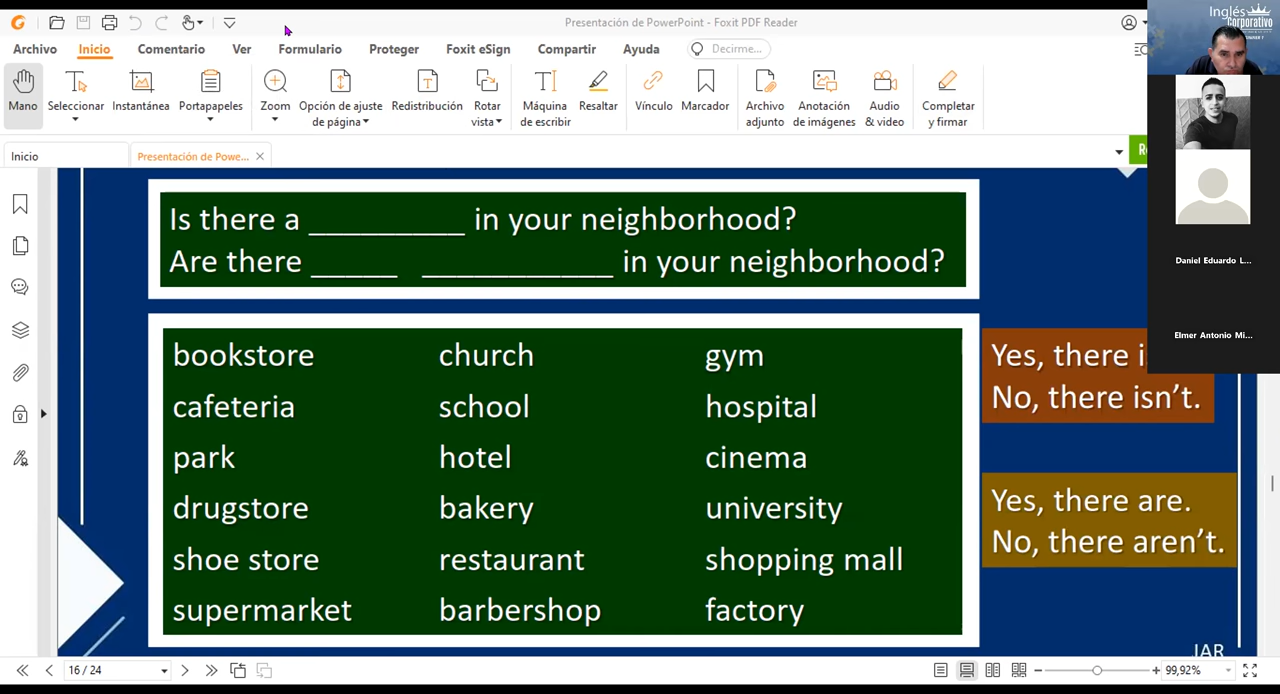 Presentación de PowerPoint - Foxit PDF Reader
Archivo Inicio Comentario Ver Formulario Proteger Foxit eSign Compartir Ayuda Decirme...
Mano Seleccionar Instantánea Portapapeles Zoom Opción de ajuste de página Redistribución Rotar vista Máquina de escribir Resaltar Vínculo Marcador Archivo adjunto Anotación de imágenes Audio & video Completar y firmar
Inicio Presentación de Powe...
Inglés
Corporativo
Daniel Eduardo L...
Elmer Antonio Mi...
Is there a __________ in your neighborhood?
Are there ______ _____________ in your neighborhood?
bookstore church gym
cafeteria school hospital
park hotel cinema
drugstore bakery university
shoe store restaurant shopping mall
supermarket barbershop factory
Yes, there i
No, there isn't.
Yes, there are.
No, there aren't.
JAR
16 / 24
99,92%